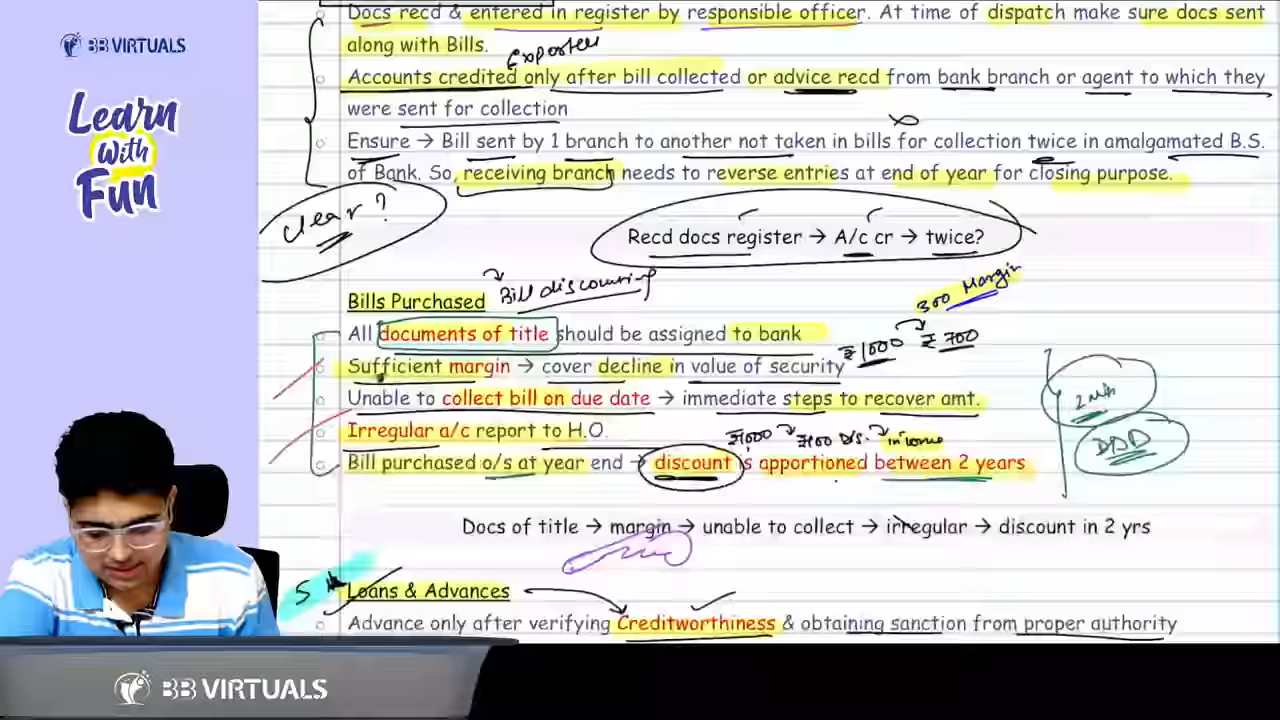 Docs recd & entered in register by responsible officer. At time of dispatch make sure docs sent
along with Bills.
Exporter
Accounts credited only after bill collected or advice recd from bank branch or agent to which they
were sent for collection
Ensure → Bill sent by 1 branch to another not taken in bills for collection twice in amalgamated B.S.
of Bank. So, receiving branch needs to reverse entries at end of year for closing purpose.
clear?
Recd docs register → A/c cr → twice?
Bills Purchased
Bill discounting
300 Margin
All documents of title should be assigned to bank
₹1000 ₹ 700
Sufficient margin → cover decline in value of security
Unable to collect bill on due date → immediate steps to recover amt.
Irregular a/c report to H.O.
₹1000 ₹100 Dis. income
Bill purchased o/s at year end → discount is apportioned between 2 years
Docs of title → margin → unable to collect → irregular → discount in 2 yrs
5
Loans & Advances
Advance only after verifying Creditworthiness & obtaining sanction from proper authority
BB VIRTUALS
Learn
With
Fun
BB VIRTUALS